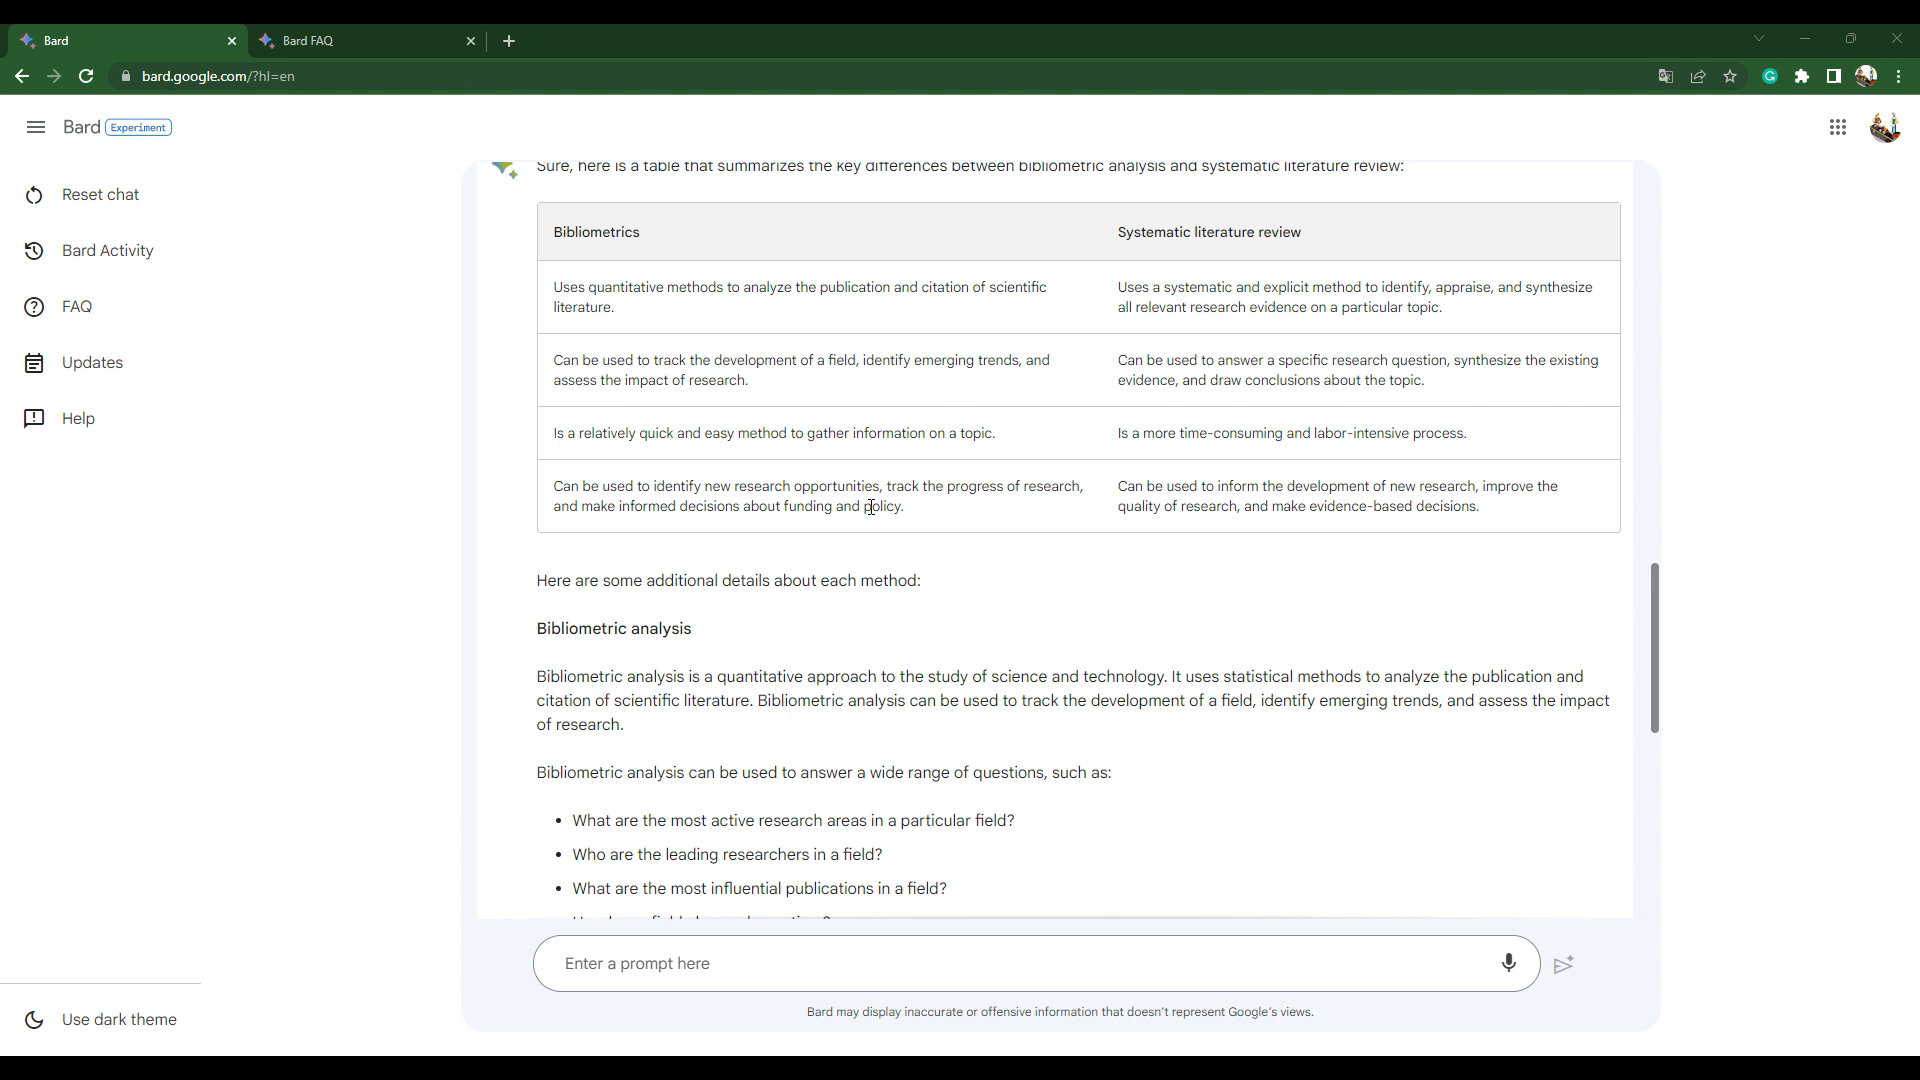 Bard
Bard FAQ
bard.google.com/?hl=en
Bard Experiment
Reset chat
Bard Activity
FAQ
Updates
Help
Use dark theme
Sure, here is a table that summarizes the key differences between bibliometric analysis and systematic literature review:
Bibliometrics
Systematic literature review
Uses quantitative methods to analyze the publication and citation of scientific
literature.
Uses a systematic and explicit method to identify, appraise, and synthesize
all relevant research evidence on a particular topic.
Can be used to track the development of a field, identify emerging trends, and
assess the impact of research.
Can be used to answer a specific research question, synthesize the existing
evidence, and draw conclusions about the topic.
Is a relatively quick and easy method to gather information on a topic.
Is a more time-consuming and labor-intensive process.
Can be used to identify new research opportunities, track the progress of research,
and make informed decisions about funding and policy.
Can be used to inform the development of new research, improve the
quality of research, and make evidence-based decisions.
Here are some additional details about each method:
Bibliometric analysis
Bibliometric analysis is a quantitative approach to the study of science and technology. It uses statistical methods to analyze the publication and
citation of scientific literature. Bibliometric analysis can be used to track the development of a field, identify emerging trends, and assess the impact
of research.
Bibliometric analysis can be used to answer a wide range of questions, such as:
• What are the most active research areas in a particular field?
• Who are the leading researchers in a field?
• What are the most influential publications in a field?
Enter a prompt here
Bard may display inaccurate or offensive information that doesn't represent Google's views.